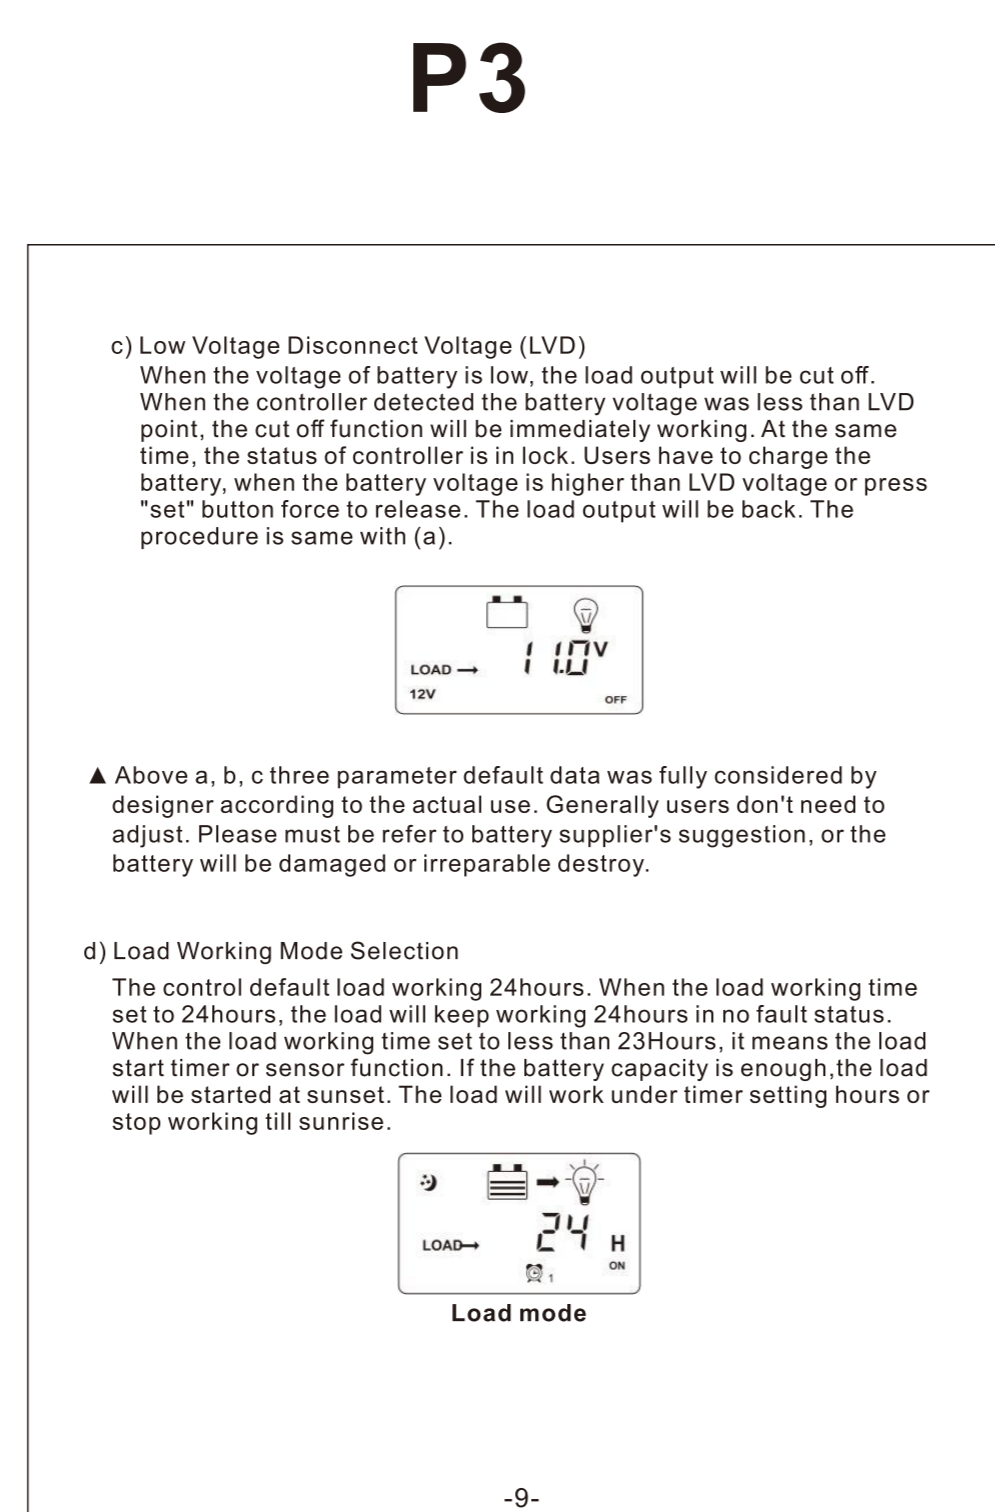 P3
c) Low Voltage Disconnect Voltage (LVD)
When the voltage of battery is low, the load output will be cut off.
When the controller detected the battery voltage was less than LVD
point, the cut off function will be immediately working. At the same
time, the status of controller is in lock. Users have to charge the
battery, when the battery voltage is higher than LVD voltage or press
"set" button force to release. The load output will be back. The
procedure is same with (a).
11.0V
LOAD →
12V
OFF
▲ Above a, b, c three parameter default data was fully considered by
designer according to the actual use. Generally users don't need to
adjust. Please must be refer to battery supplier's suggestion, or the
battery will be damaged or irreparable destroy.
d) Load Working Mode Selection
The control default load working 24hours. When the load working time
set to 24hours, the load will keep working 24hours in no fault status.
When the load working time set to less than 23Hours, it means the load
start timer or sensor function. If the battery capacity is enough,the load
will be started at sunset. The load will work under timer setting hours or
stop working till sunrise.
LOAD→
24 H
ON
1
Load mode
-9-